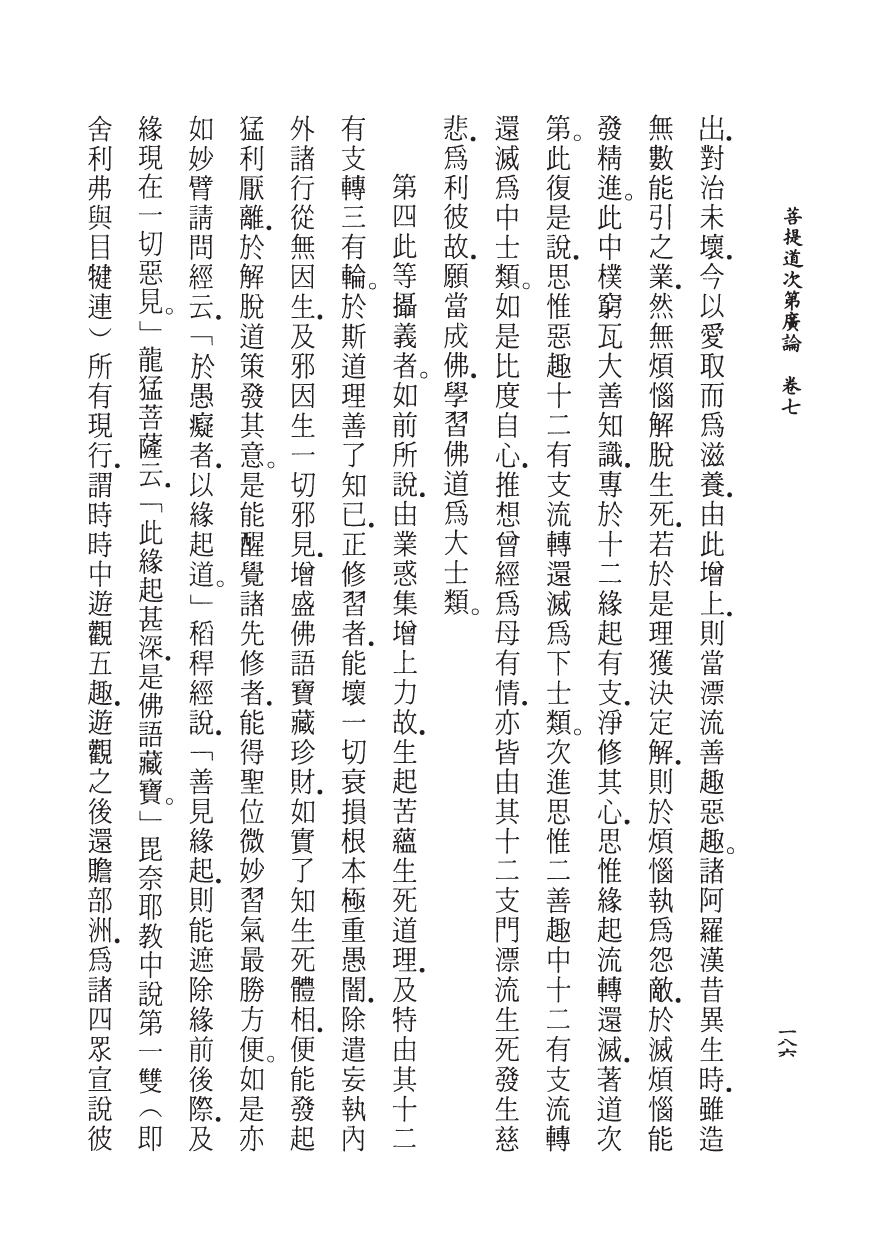 菩提道次第廣論　卷七
一八六
出．對治未壞．今以愛取而爲滋養．由此增上．則當漂流善趣惡趣。諸阿羅漢昔異生時．雖造
無數能引之業．然無煩惱解脫生死．若於是理獲決定解．則於煩惱執爲怨敵．於滅煩惱能
發精進。此中樸窮瓦大善知識．專於十二緣起有支．淨修其心．思惟緣起流轉還滅．著道次
第。此復是說．思惟惡趣十二有支流轉還滅爲下士類。次進思惟二善趣中十二有支流轉
還滅爲中士類。如是比度自心．推想曾經爲母有情．亦皆由其十二支門漂流生死發生慈
悲．爲利彼故．願當成佛．學習佛道爲大士類。
第四此等攝義者。如前所說．由業惑集增上力故．生起苦蘊生死道理．及特由其十二
有支轉三有輪。於斯道理善了知已．正修習者．能壞一切衰損根本極重愚闇．除遣妄執內
外諸行從無因生．及邪因生一切邪見．增盛佛語寶藏珍財．如實了知生死體相．便能發起
猛利厭離．於解脫道策發其意。是能醒覺諸先修者．能得聖位微妙習氣最勝方便。如是亦
如妙臂請問經云．「於愚癡者．以緣起道。」稻稈經說．「善見緣起．則能遮除緣前後際．及
緣現在一切惡見。」龍猛菩薩云．「此緣起甚深．是佛語藏寶。」毘奈耶教中說第一雙（即
舍利弗與目犍連）所有現行．謂時時中遊觀五趣．遊觀之後還贍部洲．爲諸四眾宣說彼